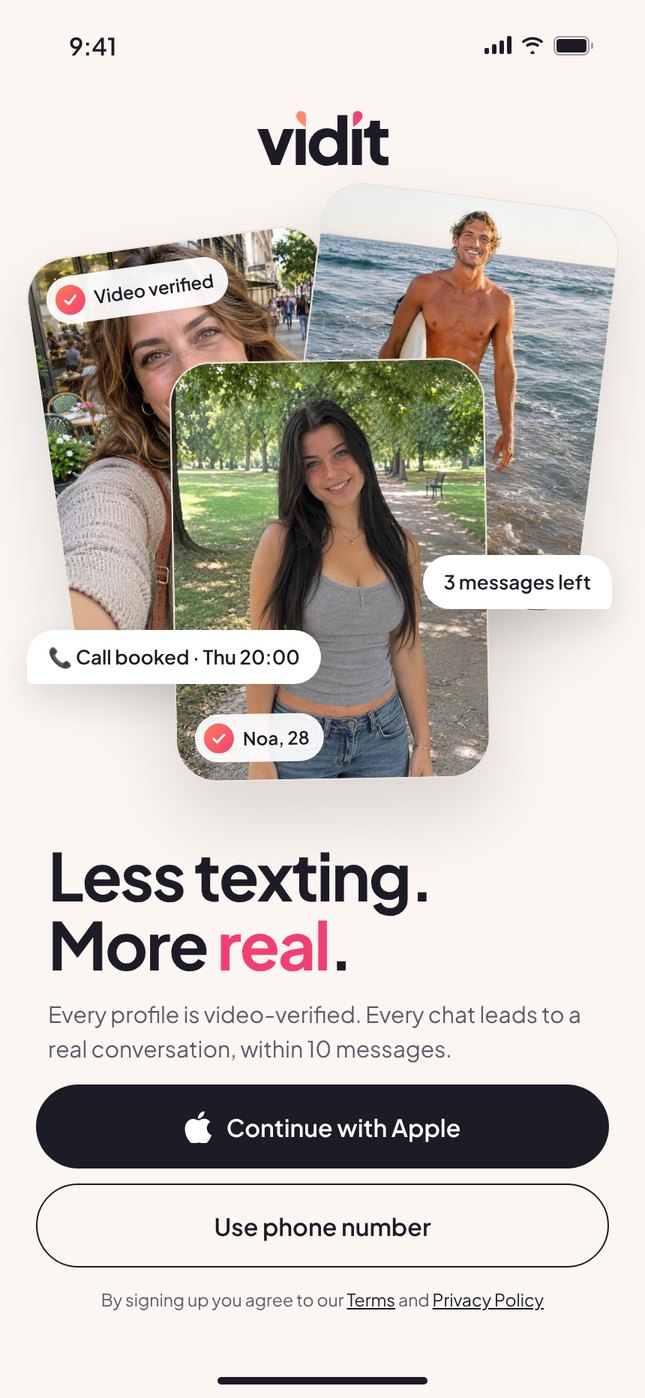 9:41
vidit
Video verified
3 messages left
📞 Call booked · Thu 20:00
Noa, 28
Less texting.
More real.
Every profile is video-verified. Every chat leads to a
real conversation, within 10 messages.
Continue with Apple
Use phone number
By signing up you agree to our Terms and Privacy Policy